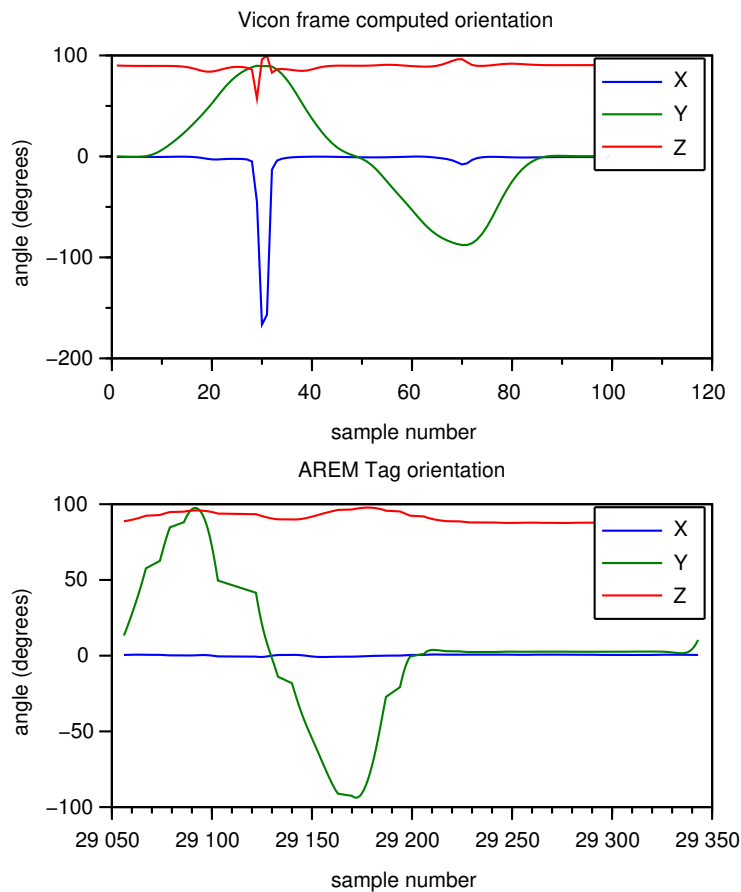 Vicon frame computed orientation
100
0
−100
−200
angle (degrees)
X
Y
Z
0 20 40 60 80 100 120
sample number
AREM Tag orientation
100
50
0
−50
−100
angle (degrees)
X
Y
Z
29 050 29 100 29 150 29 200 29 250 29 300 29 350
sample number